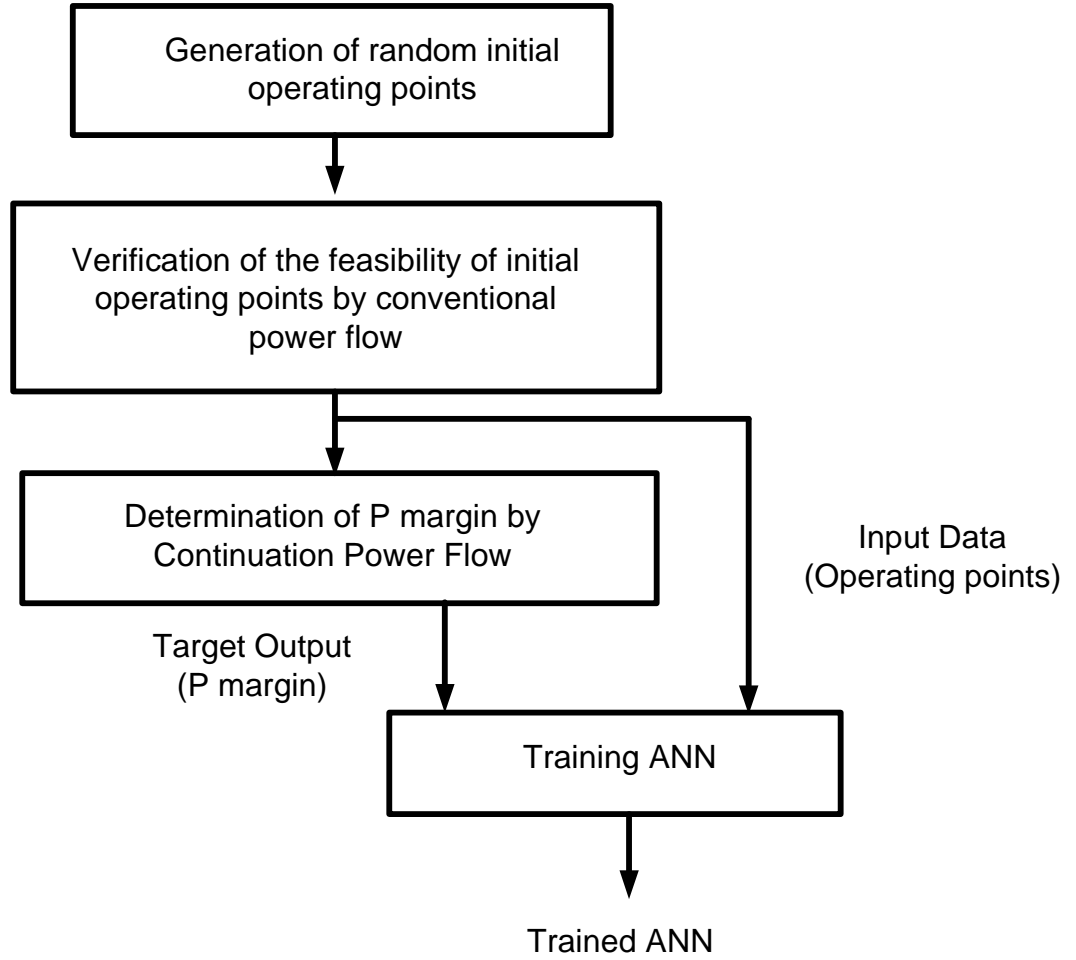 Generation of random initial
operating points
Verification of the feasibility of initial
operating points by conventional
power flow
Determination of P margin by
Continuation Power Flow
Input Data
(Operating points)
Target Output
(P margin)
Training ANN
Trained ANN